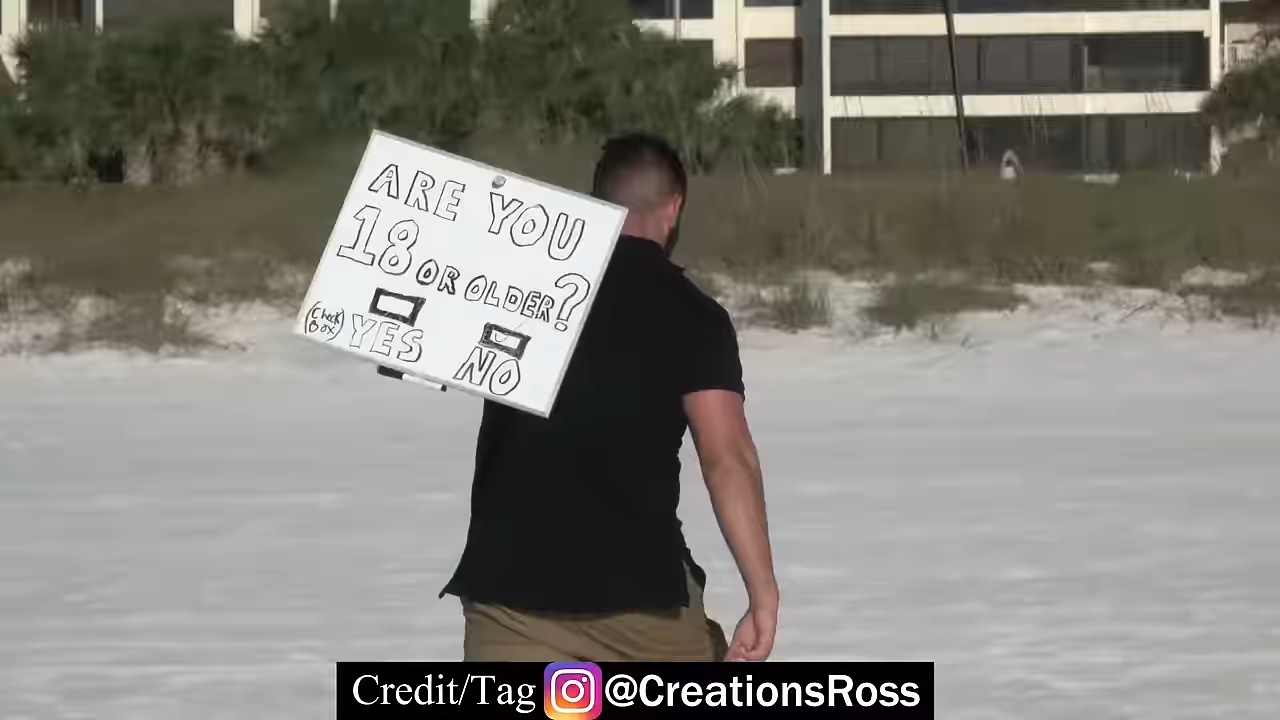 ARE YOU
18 OR OLDER?
(Check Box) YES NO
Credit/Tag @CreationsRoss